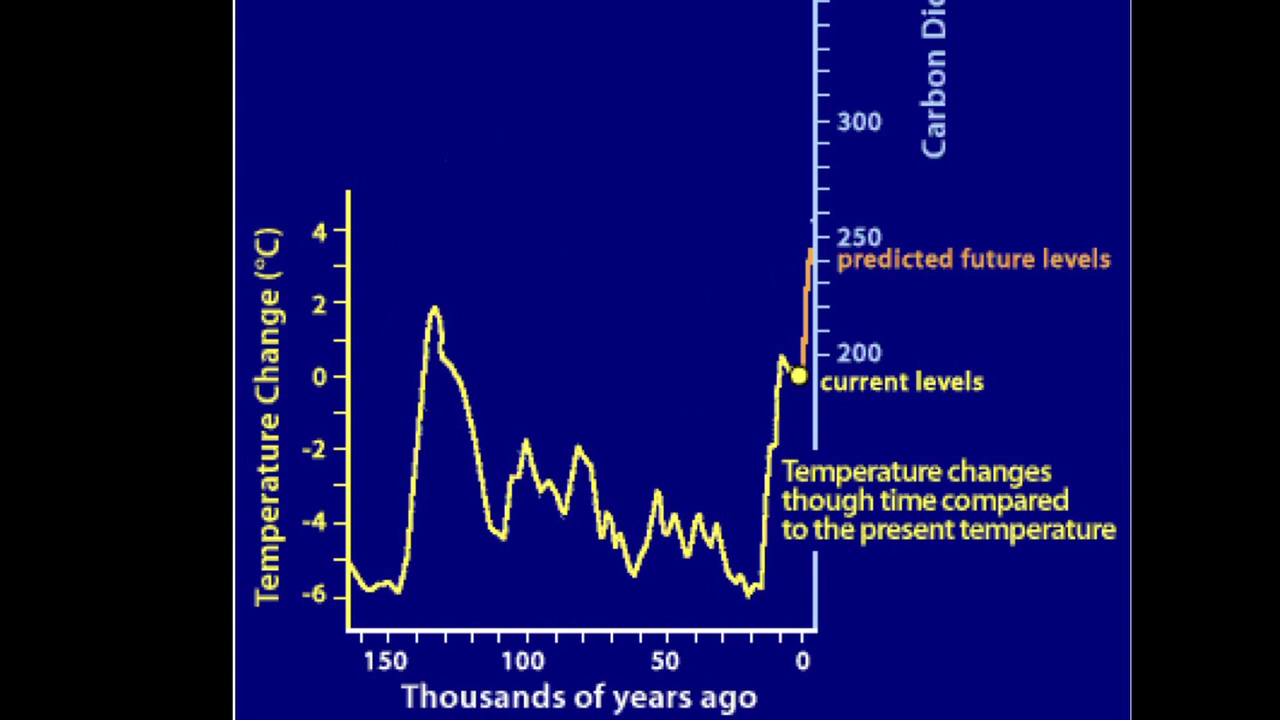 Carbon Dio
300
250
predicted future levels
200
current levels
Temperature Change (°C)
4
2
0
-2
-4
-6
Temperature changes
though time compared
to the present temperature
150 100 50 0
Thousands of years ago